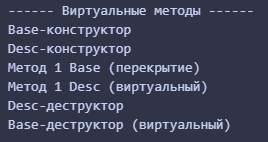 ------ Виртуальные методы ------
Base-конструктор
Desc-конструктор
Метод 1 Base (перекрытие)
Метод 1 Desc (виртуальный)
Desc-деструктор
Base-деструктор (виртуальный)